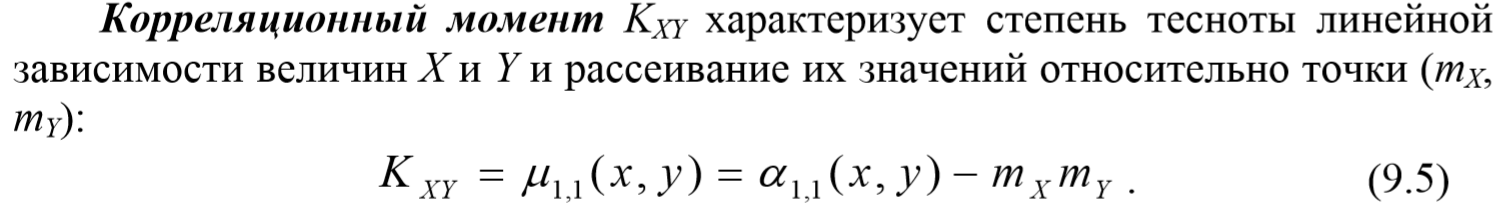 Корреляционный момент K_XY характеризует степень тесноты линейной
зависимости величин X и Y и рассеивание их значений относительно точки (m_X,
m_Y):
K_XY = μ_1,1(x, y) = α_1,1(x, y) − m_X m_Y . (9.5)